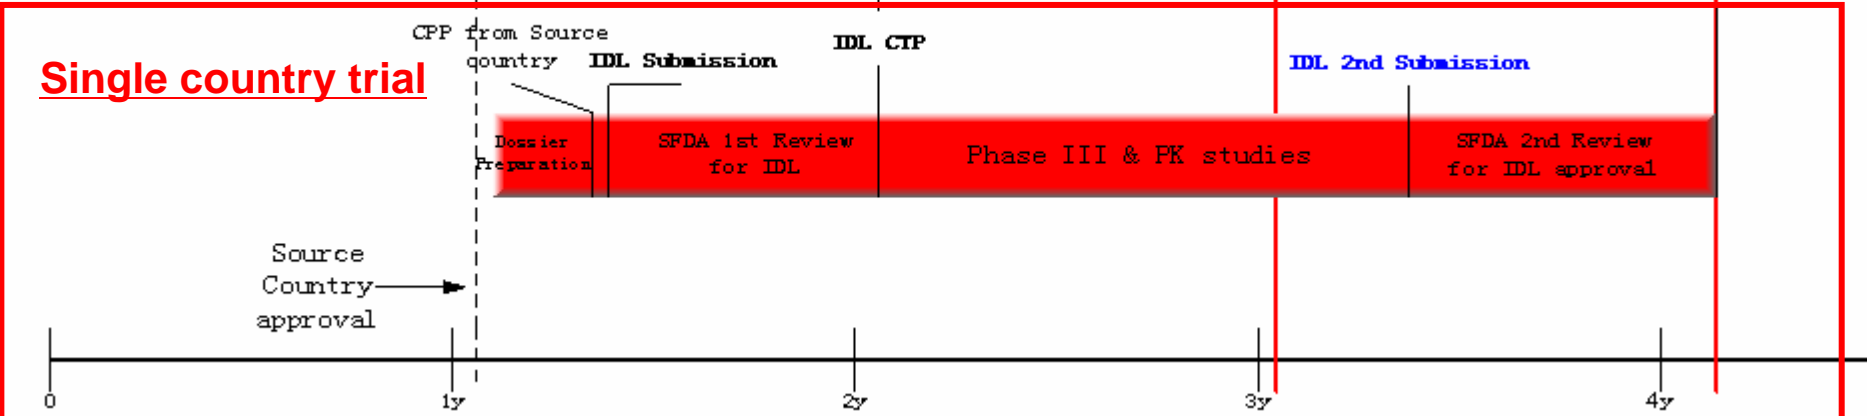 CPP from Source
country
IDL Submission
IDL CTP
IDL 2nd Submission
Single country trial
Dossier
Preparation
SFDA 1st Review
for IDL
Phase III & PK studies
SFDA 2nd Review
for IDL approval
Source
Country
approval
0
1y
2y
3y
4y